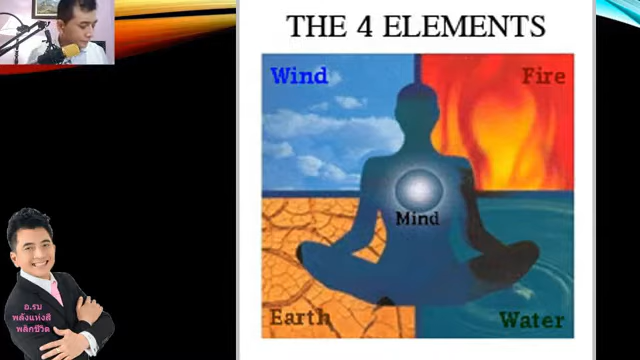 THE 4 ELEMENTS
Wind
Fire
Mind
Earth
Water
อ.รบ
พลังแห่งสี
พลิกชีวิต